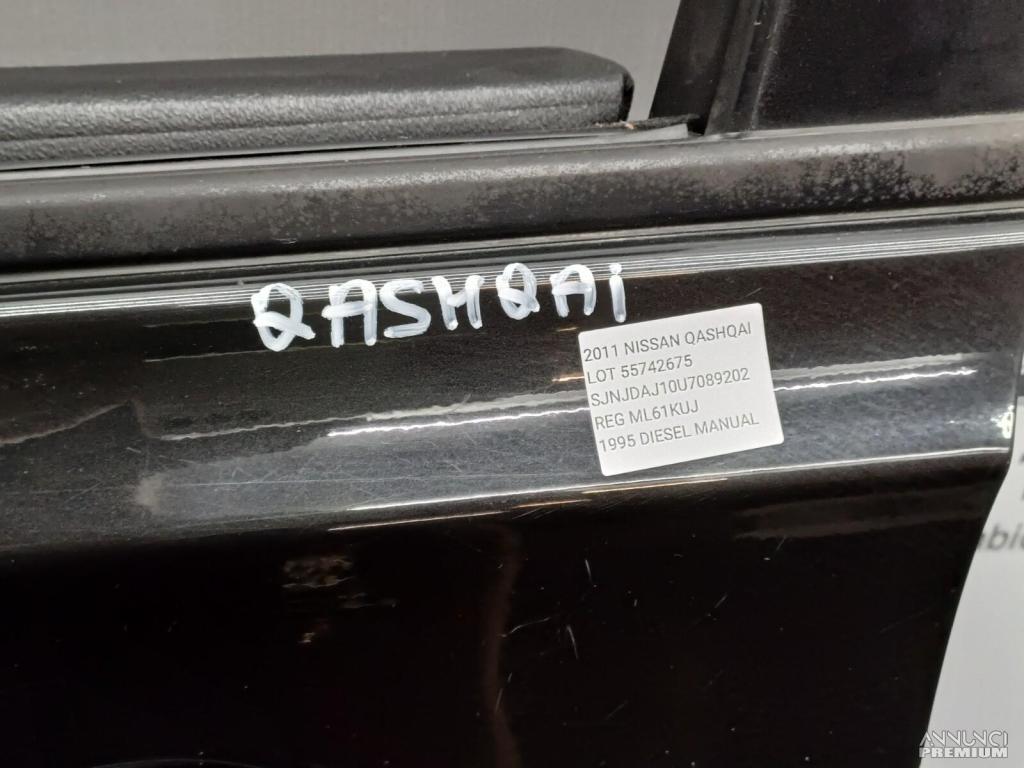 QASHQAi
2011 NISSAN QASHQAI
LOT 55742675
SJNJDAJ10U7089202
REG ML61KUJ
1995 DIESEL MANUAL
ANNUNCI
PREMIUM